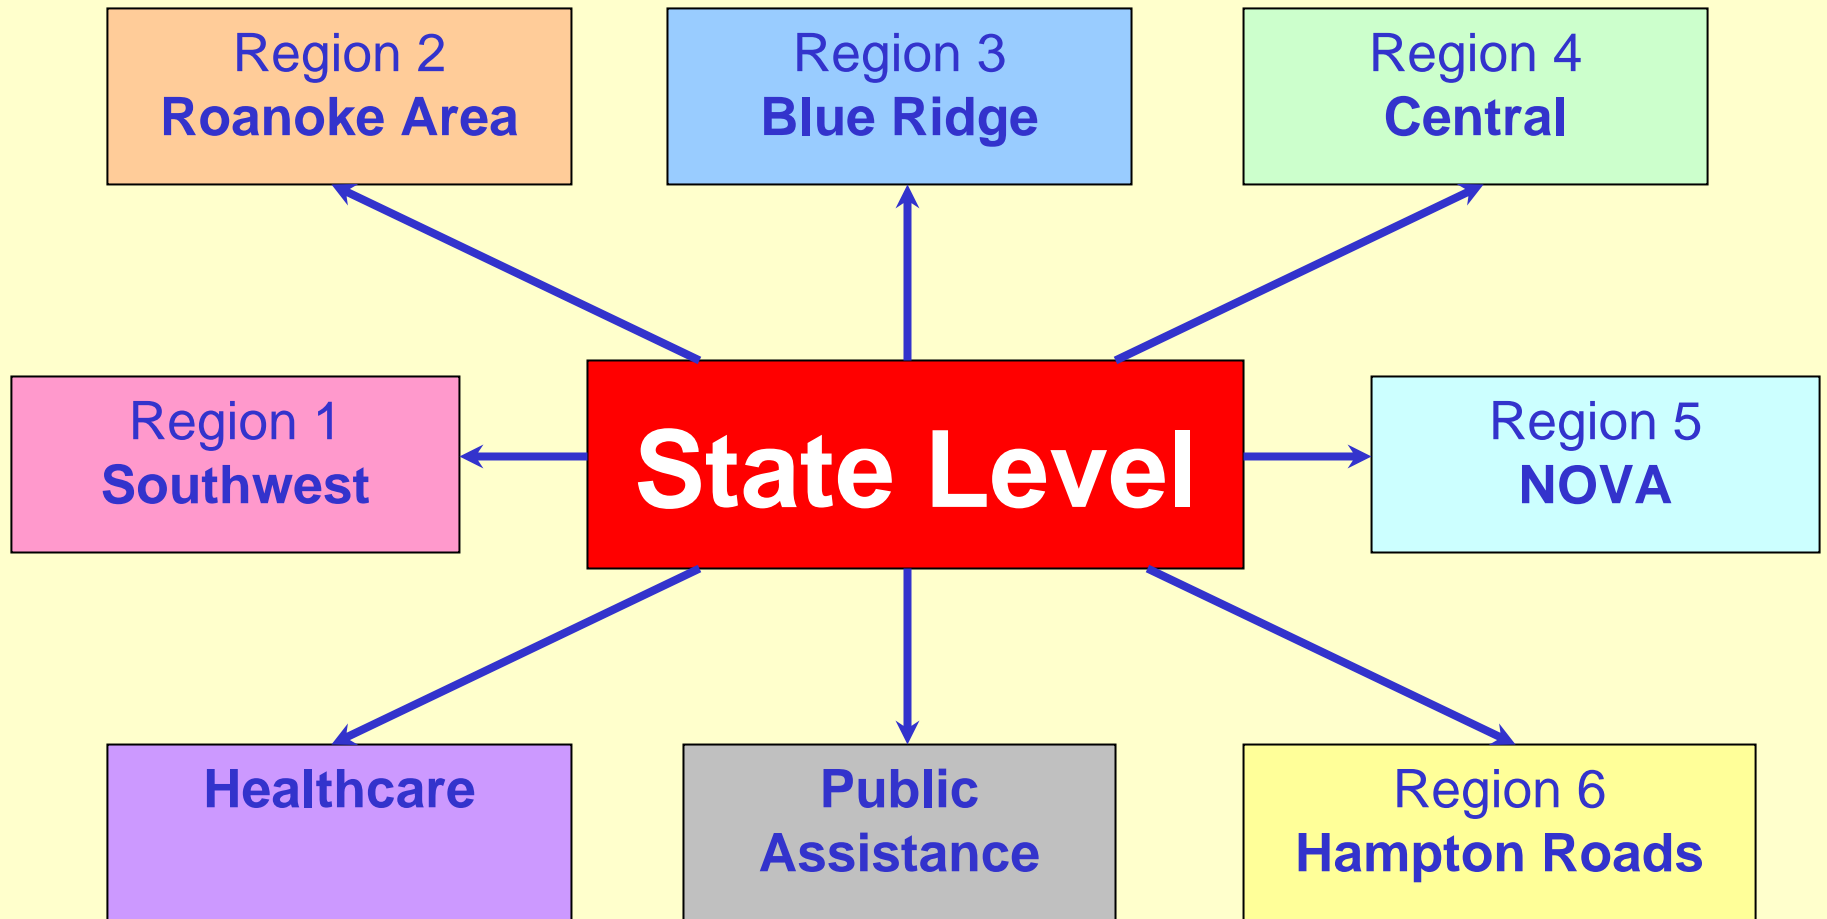 Region 2
Roanoke Area
Region 3
Blue Ridge
Region 4
Central
Region 1
Southwest
State Level
Region 5
NOVA
Healthcare
Public
Assistance
Region 6
Hampton Roads